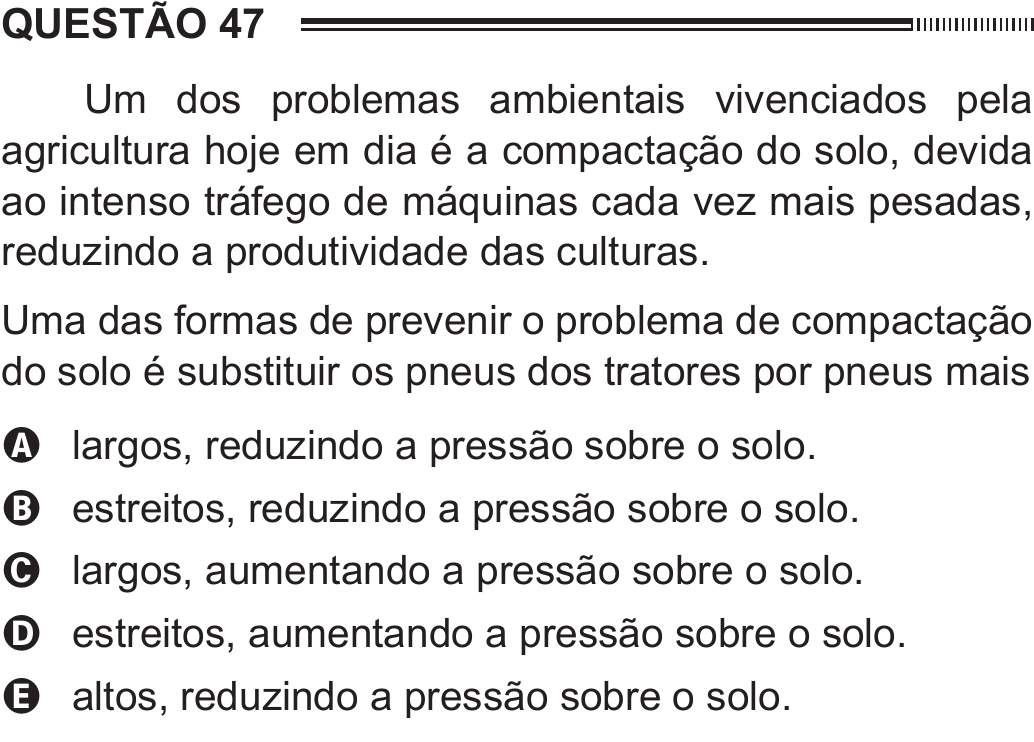 QUESTÃO 47
Um dos problemas ambientais vivenciados pela
agricultura hoje em dia é a compactação do solo, devida
ao intenso tráfego de máquinas cada vez mais pesadas,
reduzindo a produtividade das culturas.
Uma das formas de prevenir o problema de compactação
do solo é substituir os pneus dos tratores por pneus mais
A largos, reduzindo a pressão sobre o solo.
B estreitos, reduzindo a pressão sobre o solo.
C largos, aumentando a pressão sobre o solo.
D estreitos, aumentando a pressão sobre o solo.
E altos, reduzindo a pressão sobre o solo.